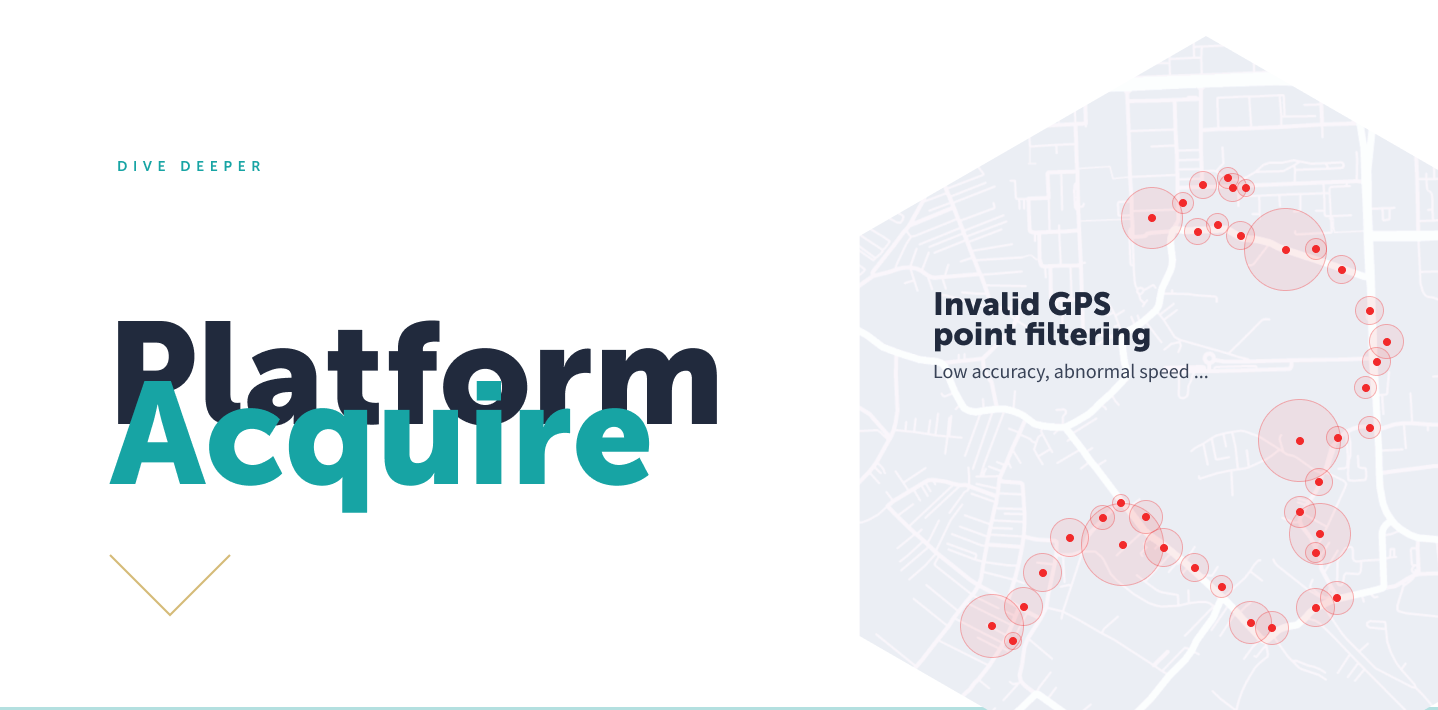 DIVE DEEPER
Platform
Acquire
Invalid GPS
point filtering
Low accuracy, abnormal speed ...